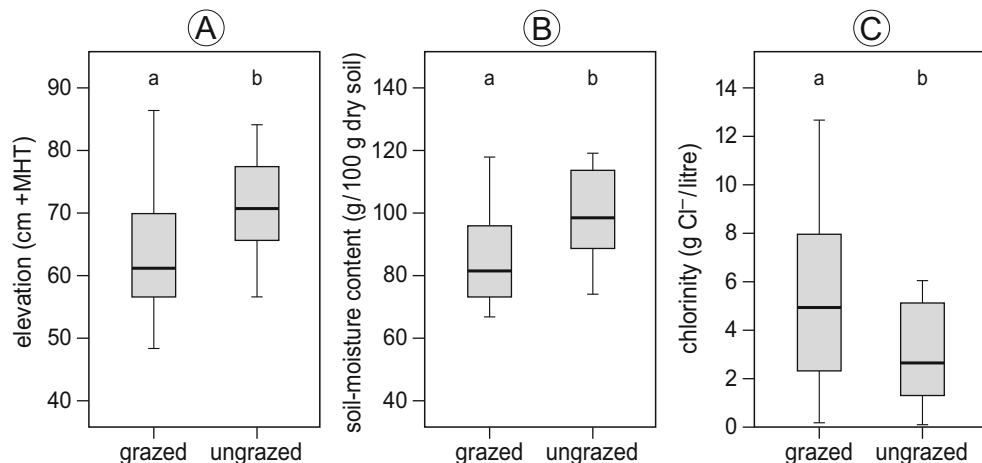 A
B
C
elevation (cm +MHT)
90
80
70
60
50
40
a
b
grazed
ungrazed
soil-moisture content (g/100 g dry soil)
140
120
100
80
60
40
a
b
grazed
ungrazed
chlorinity (g Cl⁻/litre)
14
12
10
8
6
4
2
0
a
b
grazed
ungrazed